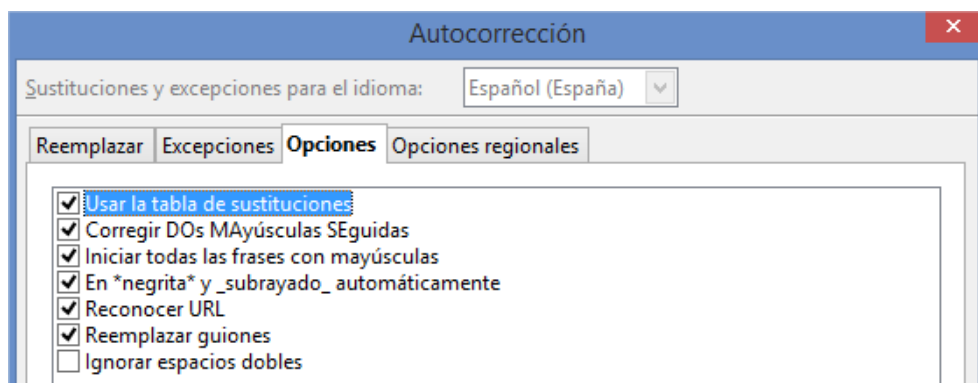 Autocorrección
Sustituciones y excepciones para el idioma: Español (España)
Reemplazar Excepciones Opciones Opciones regionales
Usar la tabla de sustituciones
Corregir DOs MAyúsculas SEguidas
Iniciar todas las frases con mayúsculas
En *negrita* y _subrayado_ automáticamente
Reconocer URL
Reemplazar guiones
Ignorar espacios dobles